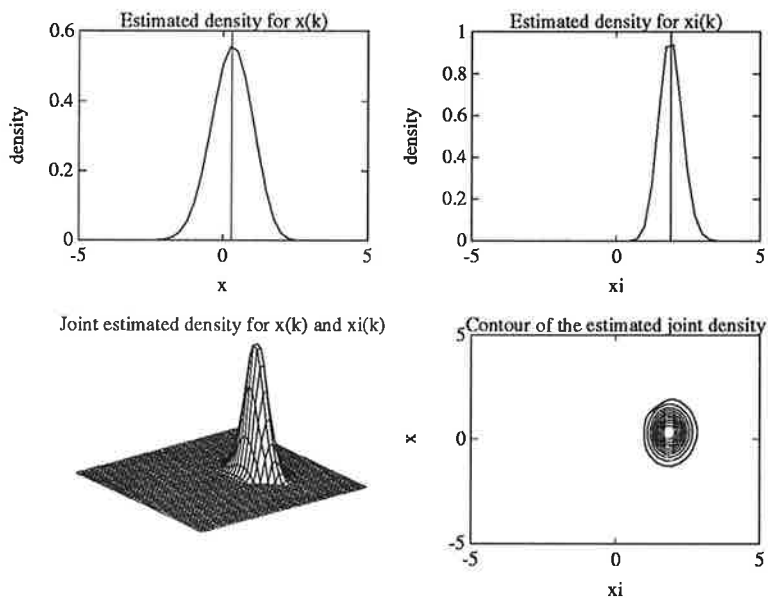 Estimated density for x(k)
0.6
0.4
0.2
0
density
-5
0
5
x
Estimated density for xi(k)
1
0.8
0.6
0.4
0.2
0
density
-5
0
5
xi
Joint estimated density for x(k) and xi(k)
Contour of the estimated joint density
5
0
-5
x
0
5
xi